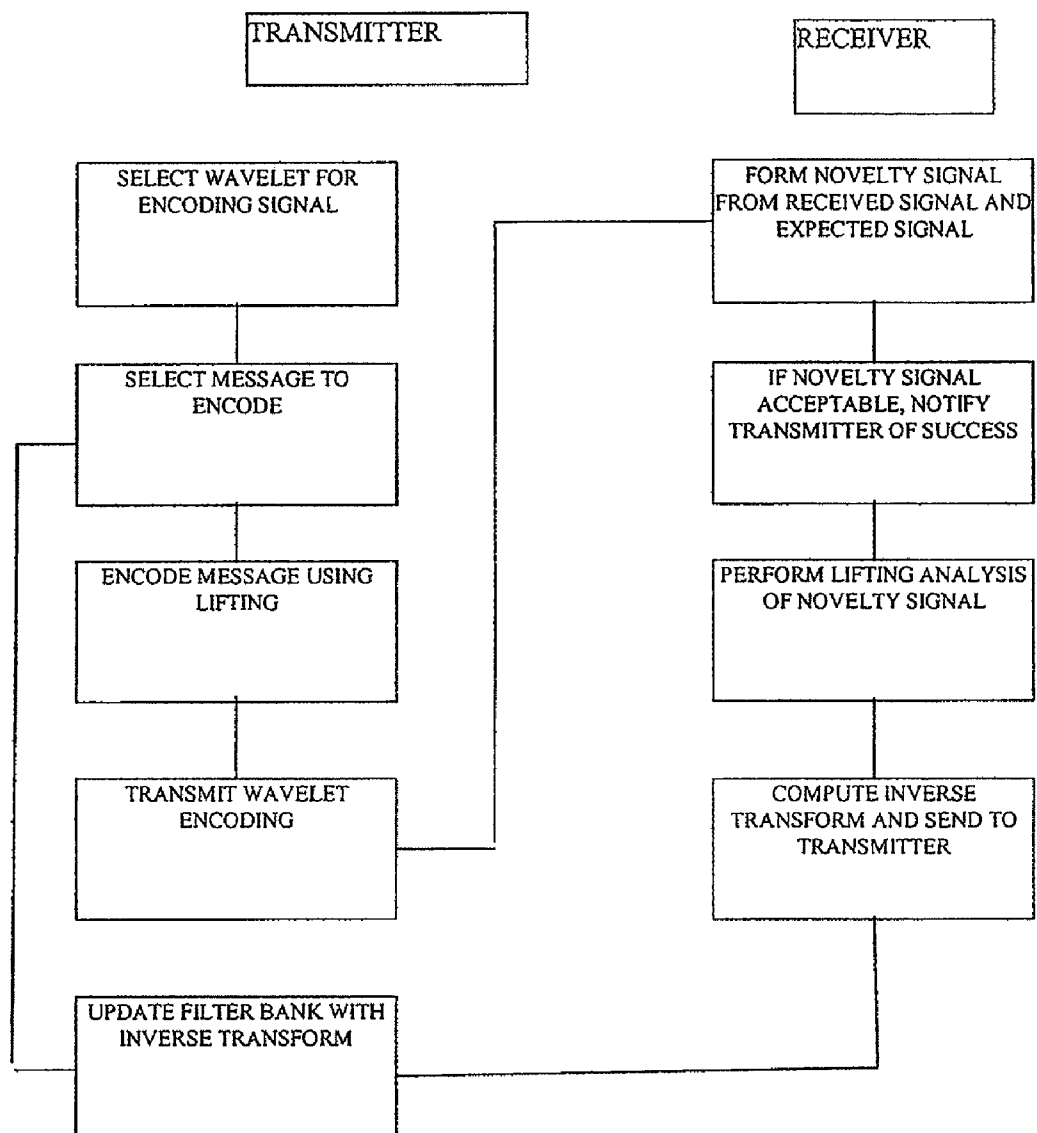 TRANSMITTER
RECEIVER
SELECT WAVELET FOR
ENCODING SIGNAL
SELECT MESSAGE TO
ENCODE
ENCODE MESSAGE USING
LIFTING
TRANSMIT WAVELET
ENCODING
UPDATE FILTER BANK WITH
INVERSE TRANSFORM
FORM NOVELTY SIGNAL
FROM RECEIVED SIGNAL AND
EXPECTED SIGNAL
IF NOVELTY SIGNAL
ACCEPTABLE, NOTIFY
TRANSMITTER OF SUCCESS
PERFORM LIFTING ANALYSIS
OF NOVELTY SIGNAL
COMPUTE INVERSE
TRANSFORM AND SEND TO
TRANSMITTER